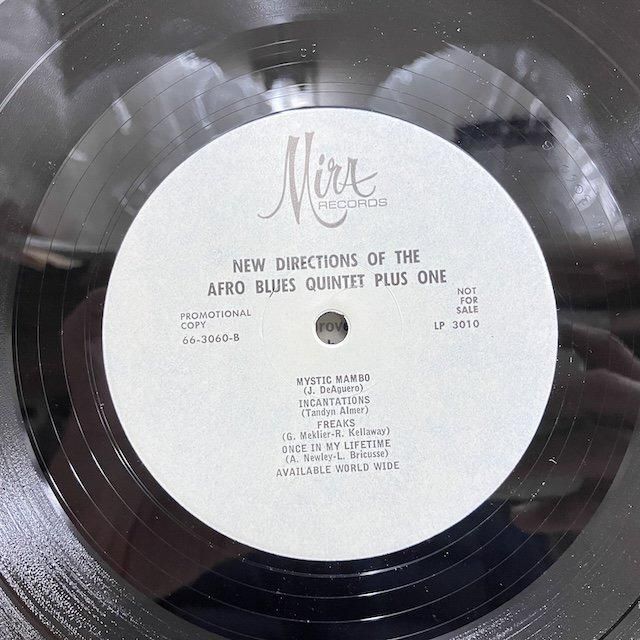 Mira
RECORDS
NEW DIRECTIONS OF THE
AFRO BLUES QUINTET PLUS ONE
PROMOTIONAL
COPY
66-3060-B
NOT
FOR
SALE
LP 3010
MYSTIC MAMBO
(J. DeAguero)
INCANTATIONS
(Tandyn Almer)
FREAKS
(G. Meklier-R. Kellaway)
ONCE IN MY LIFETIME
(A. Newley-L. Bricusse)
AVAILABLE WORLD WIDE